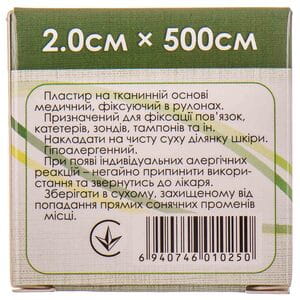 2.0см × 500см
Пластир на тканинній основі
медичний, фіксуючий в рулонах.
Призначений для фіксації пов'язок,
катетерів, зондів, тампонів та ін.
Накладати на чисту суху ділянку шкіри.
Гіпоалергенний.
При появі індивідуальних алергічних
реакцій – негайно припинити викорис-
тання та звернутись до лікаря.
Зберігати в сухому, захищеному від
попадання прямих сонячних променів
місці.
6 940746 010250